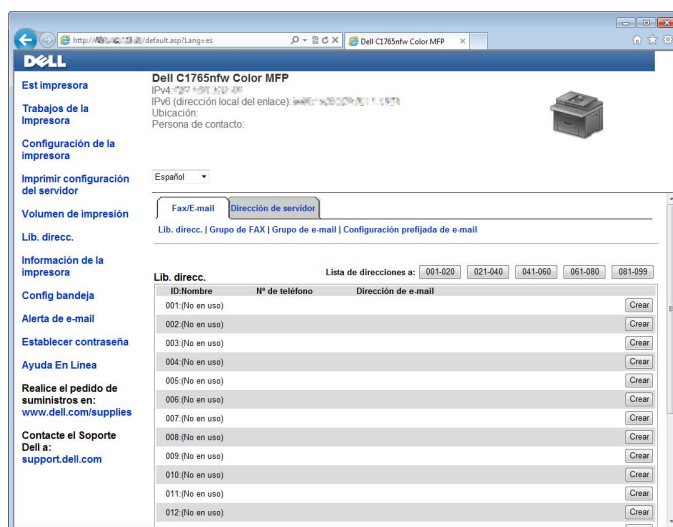 http:// /default.asp?Lang=es
Dell C1765nfw Color MFP
DELL
Est impresora
Trabajos de la
Impresora
Configuración de la
impresora
Imprimir configuración
del servidor
Volumen de impresión
Lib. direcc.
Información de la
impresora
Config bandeja
Alerta de e-mail
Establecer contraseña
Ayuda En Línea
Realice el pedido de
suministros en:
www.dell.com/supplies
Contacte el Soporte
Dell a:
support.dell.com
Dell C1765nfw Color MFP
IPv4:
IPv6 (dirección local del enlace):
Ubicación:
Persona de contacto:
Español
Fax/E-mail Dirección de servidor
Lib. direcc. | Grupo de FAX | Grupo de e-mail | Configuración prefijada de e-mail
Lista de direcciones a: 001-020 021-040 041-060 061-080 081-099
Lib. direcc.
ID:Nombre Nº de teléfono Dirección de e-mail
001:(No en uso) Crear
002:(No en uso) Crear
003:(No en uso) Crear
004:(No en uso) Crear
005:(No en uso) Crear
006:(No en uso) Crear
007:(No en uso) Crear
008:(No en uso) Crear
009:(No en uso) Crear
010:(No en uso) Crear
011:(No en uso) Crear
012:(No en uso) Crear